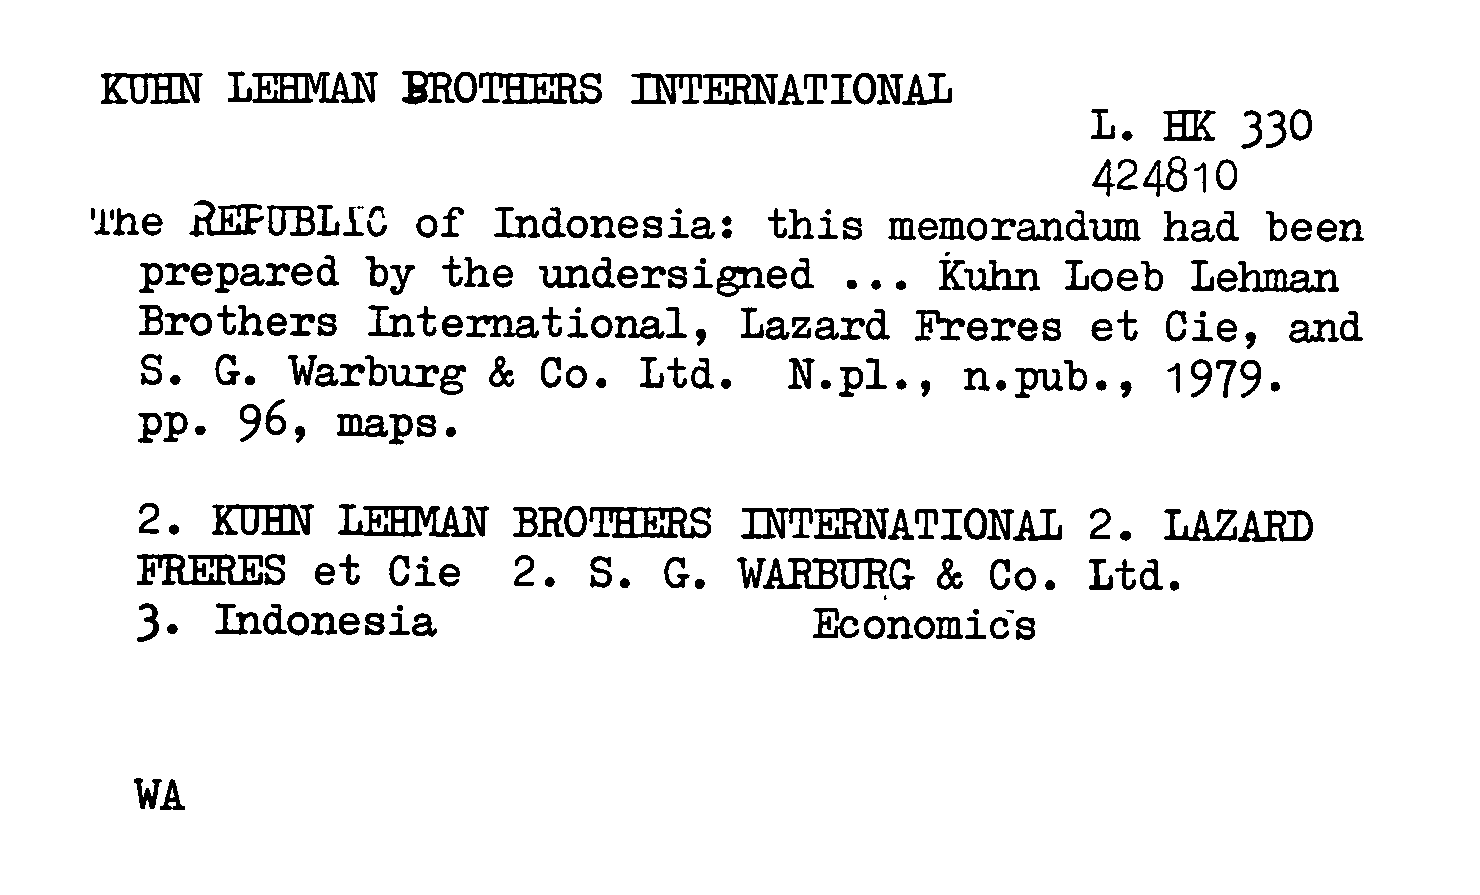 KUHN LEHMAN BROTHERS INTERNATIONAL
L. HK 330
424810
The REPUBLIC of Indonesia: this memorandum had been
prepared by the undersigned ... Kuhn Loeb Lehman
Brothers International, Lazard Freres et Cie, and
S. G. Warburg & Co. Ltd. N.pl., n.pub., 1979.
pp. 96, maps.
2. KUHN LEHMAN BROTHERS INTERNATIONAL 2. LAZARD
FRERES et Cie 2. S. G. WARBURG & Co. Ltd.
3. Indonesia Economics
WA